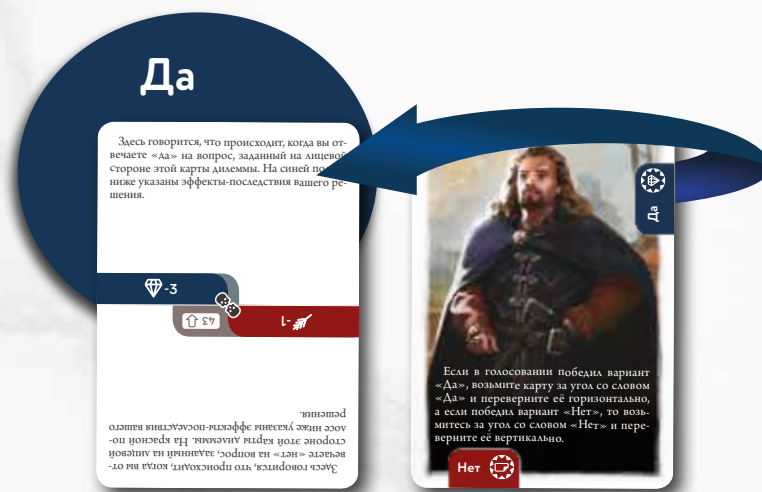 Да
Здесь говорится, что происходит, когда вы от-
вечаете «да» на вопрос, заданный на лицевой
стороне этой карты дилеммы. На синей
ниже указаны эффекты-последствия вашего ре-
шения.
-3
-1
43
Здесь говорится, что происходит, когда вы от-
вечаете «нет» на вопрос, заданный на лицевой
стороне этой карты дилеммы. На красной по-
лосе ниже указаны эффекты-последствия вашего
решения.
Да
Если в голосовании победил вариант
«Да», возьмите карту за угол со словом
«Да» и переверните её горизонтально,
а если победил вариант «Нет», то возь-
митесь за угол со словом «Нет» и пере-
верните её вертикально.
Нет